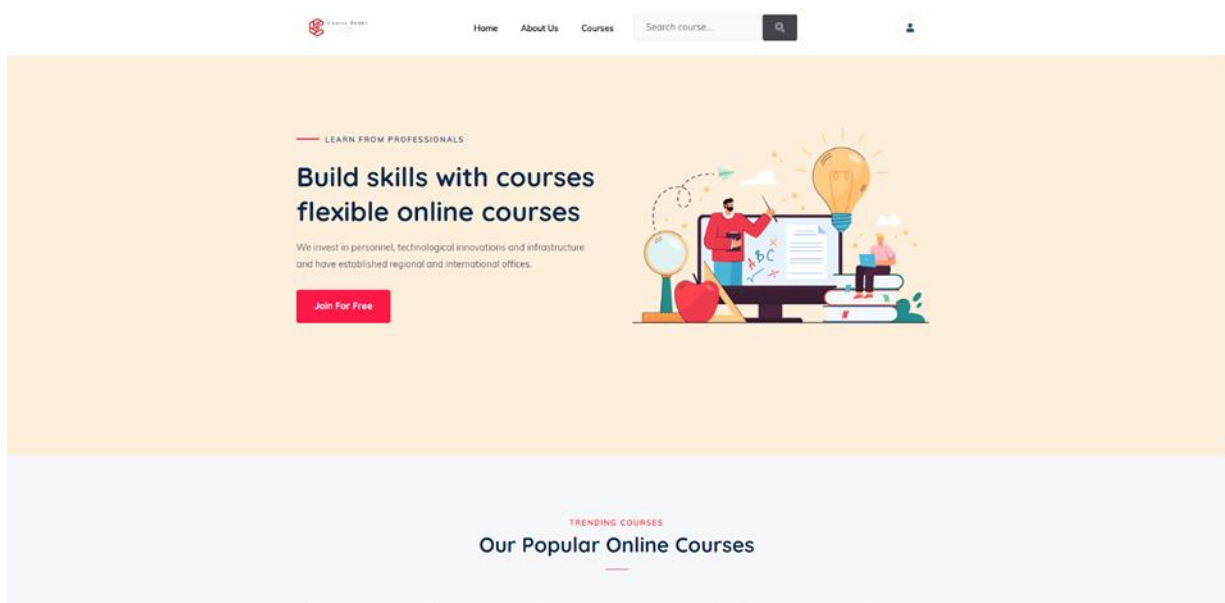 Home About Us Courses Search course...
LEARN FROM PROFESSIONALS
Build skills with courses
flexible online courses
We invest in personnel, technological innovations and infrastructure
and have established regional and international offices.
Join For Free
ABC
TRENDING COURSES
Our Popular Online Courses